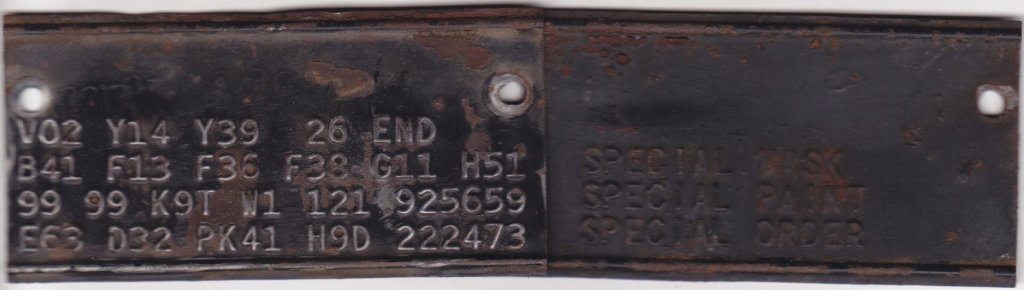 V02 Y14 Y39 26 END
B41 F13 F36 F38 G11 H51
99 99 K9T W1 121 925659
E63 D32 PK41 H9D 222473
SPECIAL MASK
SPECIAL PAINT
SPECIAL ORDER